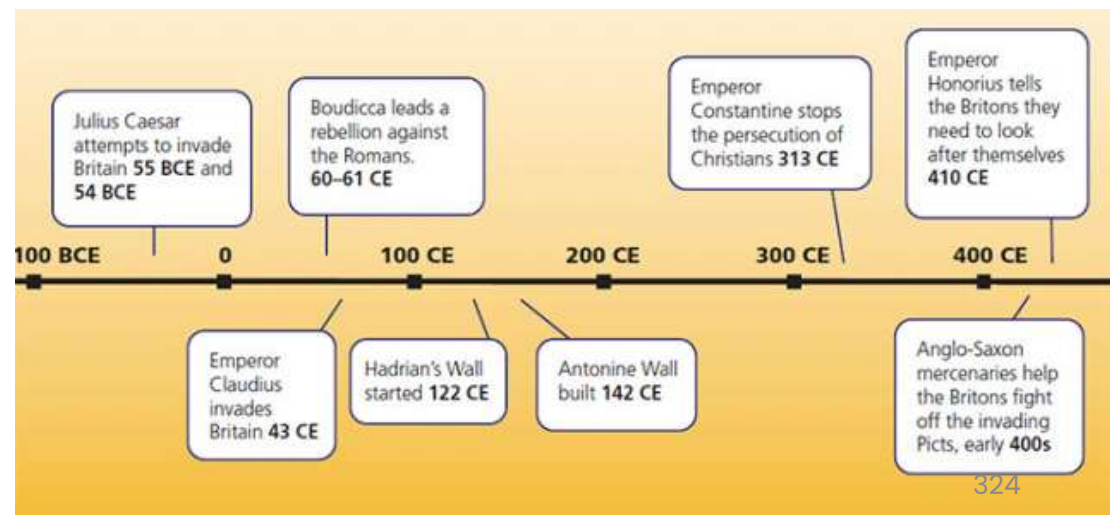 Julius Caesar
attempts to invade
Britain 55 BCE and
54 BCE
Boudicca leads a
rebellion against
the Romans.
60–61 CE
Emperor
Constantine stops
the persecution of
Christians 313 CE
Emperor
Honorius tells
the Britons they
need to look
after themselves
410 CE
100 BCE
0
100 CE
200 CE
300 CE
400 CE
Emperor
Claudius
invades
Britain 43 CE
Hadrian's Wall
started 122 CE
Antonine Wall
built 142 CE
Anglo-Saxon
mercenaries help
the Britons fight
off the invading
Picts, early 400s
324